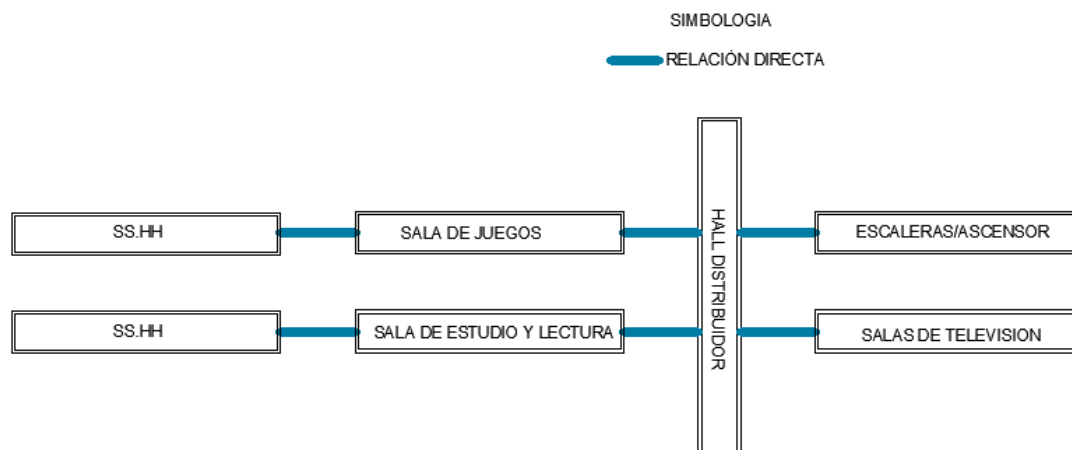 SIMBOLOGIA
RELACIÓN DIRECTA
SS.HH
SALA DE JUEGOS
HALL DISTRIBUIDOR
ESCALERAS/ASCENSOR
SS.HH
SALA DE ESTUDIO Y LECTURA
SALAS DE TELEVISION